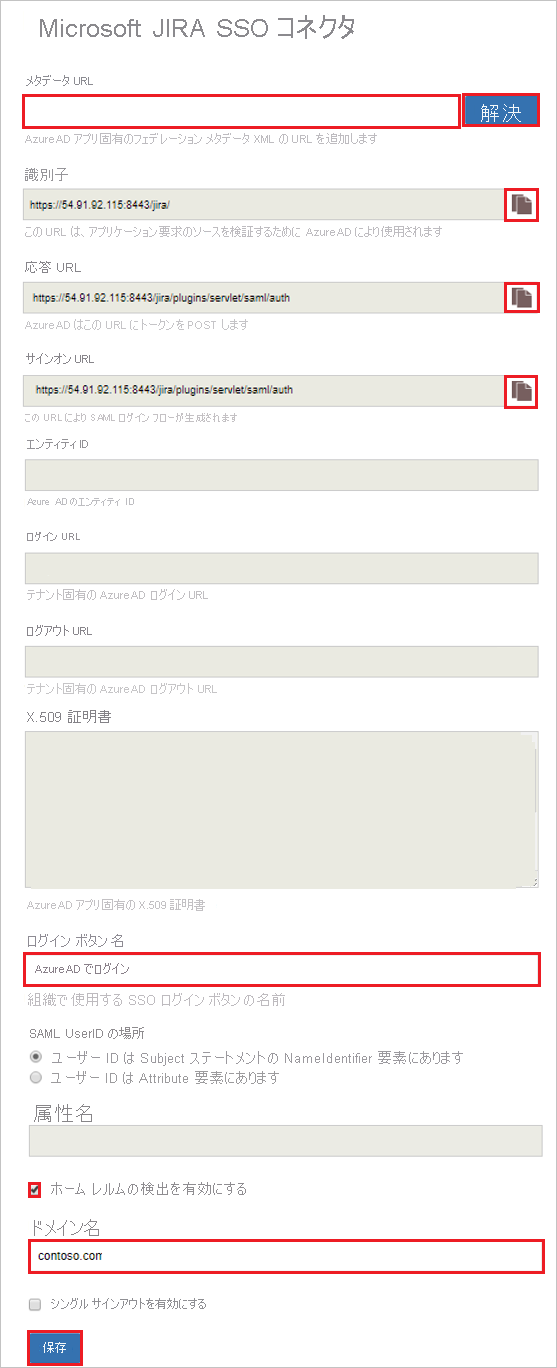 Microsoft JIRA SSO コネクタ
メタデータ URL
解決
Azure AD アプリ固有のフェデレーション メタデータ XML の URL を追加します
識別子
https://54.91.92.115:8443/jira/
この URL は、アプリケーション要求のソースを検証するために Azure AD により使用されます
応答 URL
https://54.91.92.115:8443/jira/plugins/servlet/saml/auth
Azure AD はこの URL にトークンを POST します
サインオン URL
https://54.91.92.115:8443/jira/plugins/servlet/saml/auth
この URL により SAML ログイン フローが生成されます
エンティティ ID
Azure AD のエンティティ ID
ログイン URL
テナント固有の Azure AD ログイン URL
ログアウト URL
テナント固有の Azure AD ログアウト URL
X.509 証明書
Azure AD アプリ固有の X.509 証明書
ログイン ボタン名
Azure AD でログイン
組織で使用する SSO ログイン ボタンの名前
SAML UserID の場所
ユーザー ID は Subject ステートメントの NameIdentifier 要素にあります
ユーザー ID は Attribute 要素にあります
属性名
ホーム レルムの検出を有効にする
ドメイン名
contoso.com
シングル サインアウトを有効にする
保存